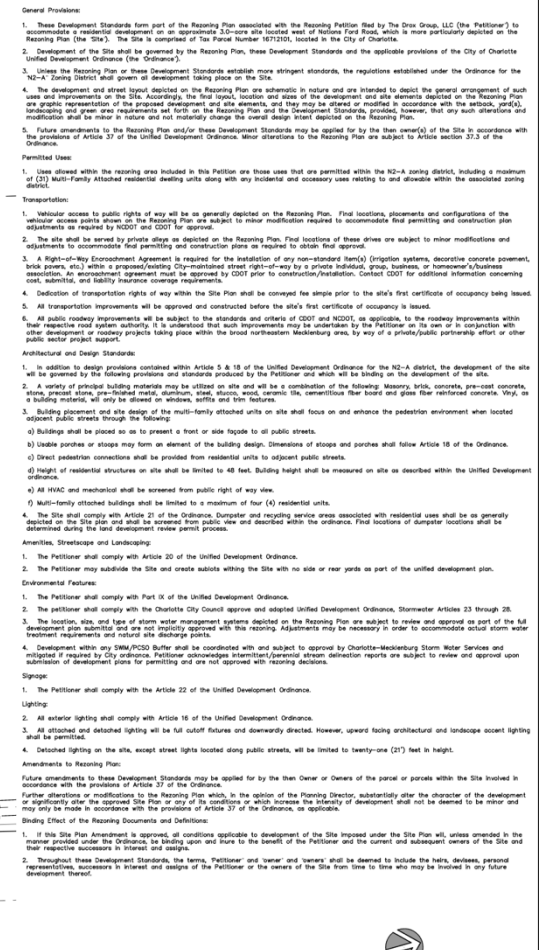 General Provisions:
1. These Development Standards form part of the Rezoning Plan associated with the Rezoning Petition filed by The Drox Group, LLC (the 'Petitioner') to
accommodate a residential development on an approximate 3.0-acre site located west of Nations Ford Road, which is more particularly depicted on the
Rezoning Plan (the 'Site'). The Site is comprised of Tax Parcel Number 16712101, located in the City of Charlotte.
2. Development of the Site shall be governed by the Rezoning Plan, these Development Standards and the applicable provisions of the City of Charlotte
Unified Development Ordinance (the 'Ordinance').
3. Unless the Rezoning Plan or these Development Standards establish more stringent standards, the regulations established under the Ordinance for the
'N2-A' Zoning District shall govern all development taking place on the Site.
4. The development and street layout depicted on the Rezoning Plan are schematic in nature and are intended to depict the general arrangement of such
uses and improvements on the Site. Accordingly, the final layout, location and sizes of the development and site elements depicted on the Rezoning Plan
are graphic representation of the proposed development and site elements, and they may be altered or modified in accordance with the setback, yard(s),
landscaping and green area requirements set forth on the Rezoning Plan and the Development Standards, provided, however, that any such alterations and
modification shall be minor in nature and not materially change the overall design intent depicted on the Rezoning Plan.
5. Future amendments to the Rezoning Plan and/or these Development Standards may be applied for by the then owner(s) of the Site in accordance with
the provisions of Article 37 of the Unified Development Ordinance. Minor alterations to the Rezoning Plan are subject to Article section 37.3 of the
Ordinance.
Permitted Uses:
1. Uses allowed within the rezoning area included in this Petition are those uses that are permitted within the N2-A zoning district, including a maximum
of (31) Multi-Family Attached residential dwelling units along with any incidental and accessory uses relating to and allowable within the associated zoning
district.
Transportation:
1. Vehicular access to public rights of way will be as generally depicted on the Rezoning Plan. Final locations, placements and configurations of the
vehicular access points shown on the Rezoning Plan are subject to minor modification required to accommodate final permitting and construction plan
adjustments as required by NCDOT and CDOT for approval.
2. The site shall be served by private alleys as depicted on the Rezoning Plan. Final locations of these drives are subject to minor modifications and
adjustments to accommodate final permitting and construction plans as required to obtain final approval.
3. A Right-of-Way Encroachment Agreement is required for the installation of any non-standard item(s) (irrigation systems, decorative concrete pavement,
brick pavers, etc.) within a proposed/existing City-maintained street right-of-way by a private individual, group, business, or homeowner's/business
association. An encroachment agreement must be approved by CDOT prior to construction/installation. Contact CDOT for additional information concerning
cost, submittal, and liability insurance coverage requirements.
4. Dedication of transportation rights of way within the Site Plan shall be conveyed fee simple prior to the site's first certificate of occupancy being issued.
5. All transportation improvements will be approved and constructed before the site's first certificate of occupancy is issued.
6. All public roadway improvements will be subject to the standards and criteria of CDOT and NCDOT, as applicable, to the roadway improvements within
their respective road system authority. It is understood that such improvements may be undertaken by the Petitioner on its own or in conjunction with
other development or roadway projects taking place within the broad northeastern Mecklenburg area, by way of a private/public partnership effort or other
public sector project support.
Architectural and Design Standards:
1. In addition to design provisions contained within Article 5 & 18 of the Unified Development Ordinance for the N2-A district, the development of the site
will be governed by the following provisions and standards produced by the Petitioner and which will be binding on the development of the site.
2. A variety of principal building materials may be utilized on site and will be a combination of the following: Masonry, brick, concrete, pre-cast concrete,
stone, precast stone, pre-finished metal, aluminum, steel, stucco, wood, ceramic tile, cementitious fiber board and glass fiber reinforced concrete. Vinyl, as
a building material, will only be allowed on windows, soffits and trim features.
3. Building placement and site design of the multi-family attached units on site shall focus on and enhance the pedestrian environment when located
adjacent public streets through the following:
a) Buildings shall be placed so as to present a front or side façade to all public streets.
b) Usable porches or stoops may form an element of the building design. Dimensions of stoops and porches shall follow Article 18 of the Ordinance.
c) Direct pedestrian connections shall be provided from residential units to adjacent public streets.
d) Height of residential structures on site shall be limited to 48 feet. Building height shall be measured on site as described within the Unified Development
ordinance.
e) All HVAC and mechanical shall be screened from public right of way view.
f) Multi-family attached buildings shall be limited to a maximum of four (4) residential units.
4. The Site shall comply with Article 21 of the Ordinance. Dumpster and recycling service areas associated with residential uses shall be as generally
depicted on the Site plan and shall be screened from public view and described within the ordinance. Final locations of dumpster locations shall be
determined during the land development review permit process.
Amenities, Streetscape and Landscaping:
1. The Petitioner shall comply with Article 20 of the Unified Development Ordinance.
2. The Petitioner may subdivide the Site and create sublots withing the Site with no side or rear yards as part of the unified development plan.
Environmental Features:
1. The Petitioner shall comply with Part IX of the Unified Development Ordinance.
2. The petitioner shall comply with the Charlotte City Council approve and adopted Unified Development Ordinance, Stormwater Articles 23 through 28.
3. The location, size, and type of storm water management systems depicted on the Rezoning Plan are subject to review and approval as part of the full
development plan submittal and are not implicitly approved with this rezoning. Adjustments may be necessary in order to accommodate actual storm water
treatment requirements and natural site discharge points.
4. Development within any SWIM/PCSO Buffer shall be coordinated with and subject to approval by Charlotte-Mecklenburg Storm Water Services and
mitigated if required by City ordinance. Petitioner acknowledges intermittent/perennial stream delineation reports are subject to review and approval upon
submission of development plans for permitting and are not approved with rezoning decisions.
Signage:
1. The Petitioner shall comply with the Article 22 of the Unified Development Ordinance.
Lighting:
2. All exterior lighting shall comply with Article 16 of the Unified Development Ordinance.
3. All attached and detached lighting will be full cutoff fixtures and downwardly directed. However, upward facing architectural and landscape accent lighting
shall be permitted.
4. Detached lighting on the site, except street lights located along public streets, will be limited to twenty-one (21') feet in height.
Amendments to Rezoning Plan:
Future amendments to these Development Standards may be applied for by the then Owner or Owners of the parcel or parcels within the Site involved in
accordance with the provisions of Article 37 of the Unified Development Ordinance.
Further alterations or modifications to the Rezoning Plan which, in the opinion of the Planning Director, substantially alter the character of the development
or significantly alter the approved Site Plan or any of its conditions or which increase the intensity of development shall not be deemed to be minor and
may only be made in accordance with the provisions of Article 37 of the Ordinance, as applicable.
Binding Effect of the Rezoning Documents and Definitions:
1. If this Site Plan Amendment is approved, all conditions applicable to development of the Site imposed under the Site Plan will, unless amended in the
manner provided under the Ordinance, be binding upon and inure to the benefit of the Petitioner and the current and subsequent owners of the Site and
their respective successors in interest and assigns.
2. Throughout these Development Standards, the terms, 'Petitioner' and 'owner' and 'owners' shall be deemed to include the heirs, devisees, personal
representatives, successors in interest and assigns of the Petitioner or the owners of the Site from time to time who may be involved in any future
development thereof.